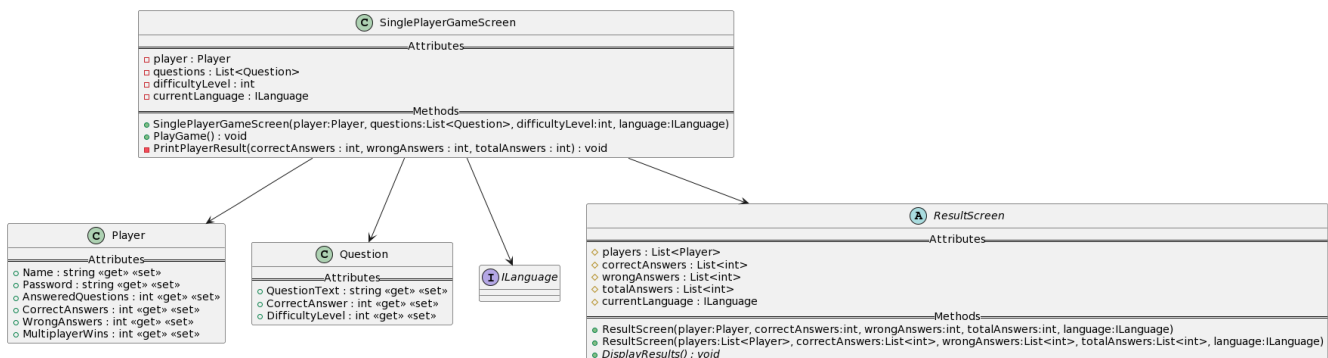 C SinglePlayerGameScreen
Attributes
player : Player
questions : List<Question>
difficultyLevel : int
currentLanguage : ILanguage
Methods
SinglePlayerGameScreen(player:Player, questions:List<Question>, difficultyLevel:int, language:ILanguage)
PlayGame() : void
PrintPlayerResult(correctAnswers : int, wrongAnswers : int, totalAnswers : int) : void
C Player
Attributes
Name : string «get» «set»
Password : string «get» «set»
AnsweredQuestions : int «get» «set»
CorrectAnswers : int «get» «set»
WrongAnswers : int «get» «set»
MultiplayerWins : int «get» «set»
C Question
Attributes
QuestionText : string «get» «set»
CorrectAnswer : int «get» «set»
DifficultyLevel : int «get» «set»
I ILanguage
A ResultScreen
Attributes
players : List<Player>
correctAnswers : List<int>
wrongAnswers : List<int>
totalAnswers : List<int>
currentLanguage : ILanguage
Methods
ResultScreen(player:Player, correctAnswers:int, wrongAnswers:int, totalAnswers:int, language:ILanguage)
ResultScreen(players:List<Player>, correctAnswers:List<int>, wrongAnswers:List<int>, totalAnswers:List<int>, language:ILanguage)
DisplayResults() : void